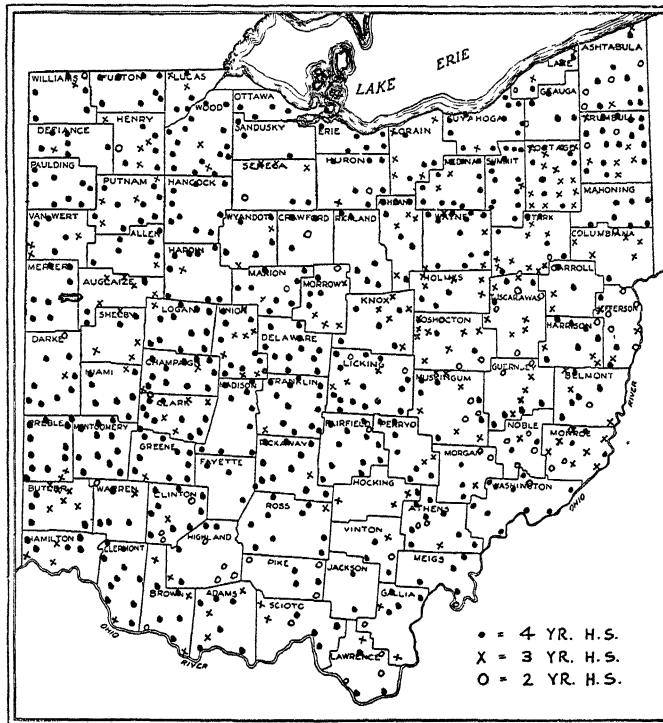 LAKE ERIE
ASHTABULA
LAKE
GEAUGA
WILLIAMS
FULTON
LUCAS
OTTAWA
WOOD
HENRY
SANDUSKY
ERIE
LORAIN
CUYAHOGA
TRUMBULL
DEFIANCE
HURON
MEDINA
SUMMIT
PORTAGE
PAULDING
SENECA
MAHONING
PUTNAM
HANCOCK
ASHLAND
VAN WERT
WYANDOT
CRAWFORD
RICHLAND
WAYNE
STARK
ALLEN
COLUMBIANA
HARDIN
MERCER
MARION
HOLMES
CARROLL
AUGLAIZE
MORROW
TUSCARAWAS
JEFFERSON
LOGAN
UNION
KNOX
SHELBY
COSHOCTON
HARRISON
DARKE
DELAWARE
CHAMPAIGN
LICKING
GUERNSEY
MIAMI
BELMONT
MADISON
FRANKLIN
MUSKINGUM
RIVER
CLARK
PREBLE
MONTGOMERY
FAIRFIELD
PERRY
NOBLE
MONROE
GREENE
PICKAWAY
MORGAN
FAYETTE
HOCKING
WASHINGTON
BUTLER
WARREN
CLINTON
ROSS
ATHENS
OHIO
HAMILTON
HIGHLAND
VINTON
CLERMONT
MEIGS
PIKE
JACKSON
BROWN
ADAMS
SCIOTO
GALLIA
OHIO
RIVER
LAWRENCE
• = 4 YR. H.S.
X = 3 YR. H.S.
O = 2 YR. H.S.